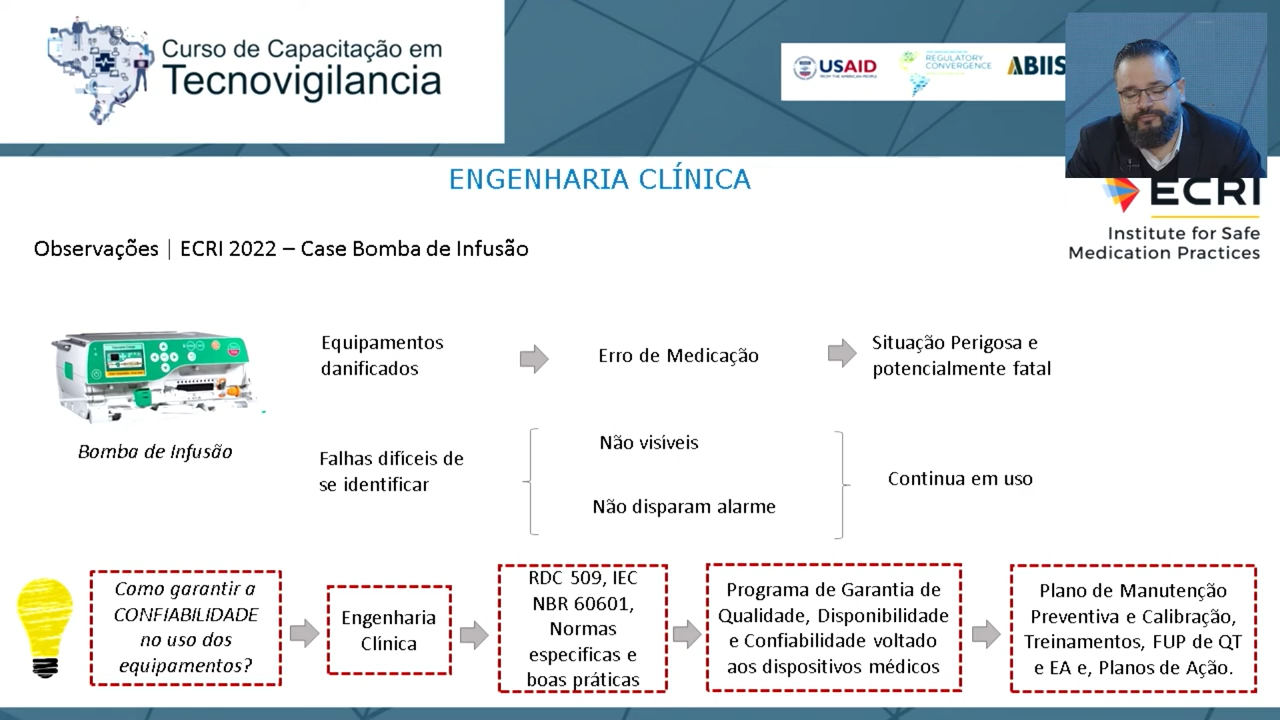 Curso de Capacitação em
Tecnovigilancia
USAID
FROM THE AMERICAN PEOPLE
REGULATORY
CONVERGENCE
ABIIS
ENGENHARIA CLÍNICA
ECRI
Institute for Safe
Medication Practices
Observações | ECRI 2022 – Case Bomba de Infusão
Equipamentos
danificados
Erro de Medicação
Situação Perigosa e
potencialmente fatal
Bomba de Infusão
Falhas difíceis de
se identificar
Não visíveis
Não disparam alarme
Continua em uso
Como garantir a
CONFIABILIDADE
no uso dos
equipamentos?
Engenharia
Clínica
RDC 509, IEC
NBR 60601,
Normas
especificas e
boas práticas
Programa de Garantia de
Qualidade, Disponibilidade
e Confiabilidade voltado
aos dispositivos médicos
Plano de Manutenção
Preventiva e Calibração,
Treinamentos, FUP de QT
e EA e, Planos de Ação.